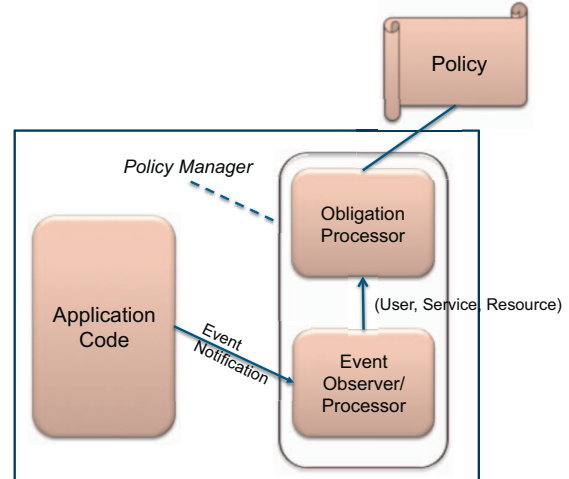 Policy
Policy Manager
Obligation
Processor
Application
Code
Event
Notification
(User, Service, Resource)
Event
Observer/
Processor